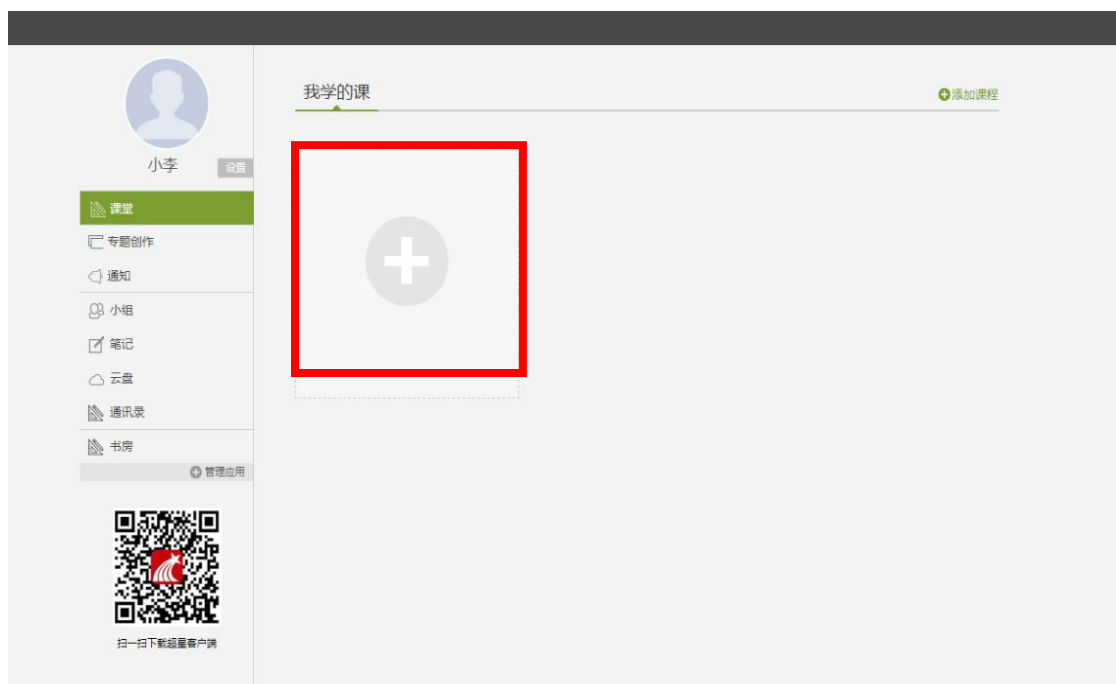 小李
设置
课堂
专题创作
通知
小组
笔记
云盘
通讯录
书房
管理应用
扫一扫下载超星客户端
我学的课
添加课程